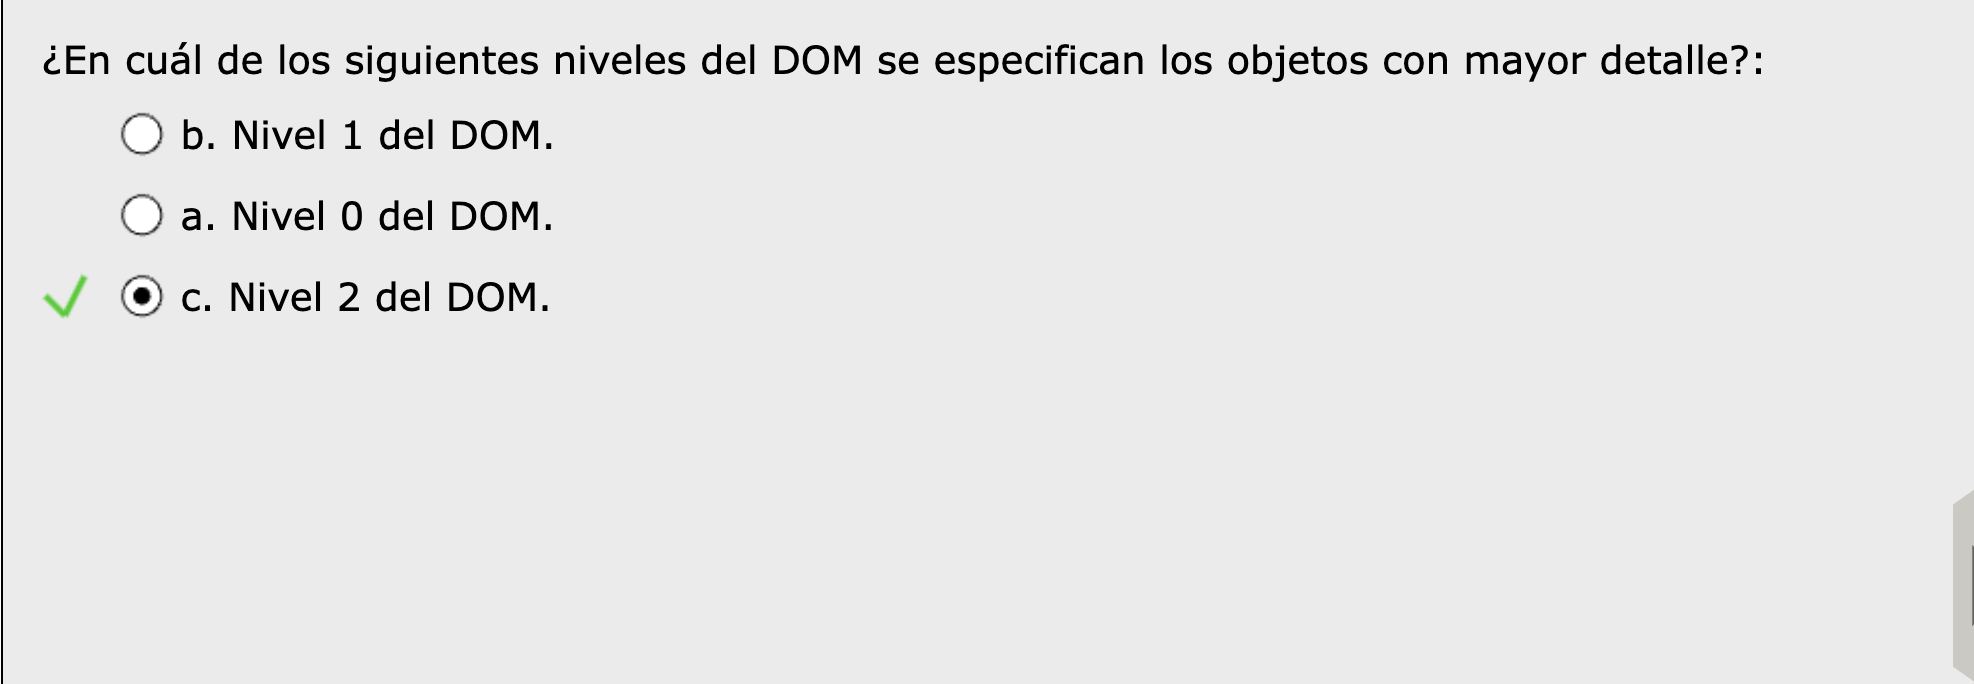 ¿En cuál de los siguientes niveles del DOM se especifican los objetos con mayor detalle?:
b. Nivel 1 del DOM.
a. Nivel 0 del DOM.
c. Nivel 2 del DOM.